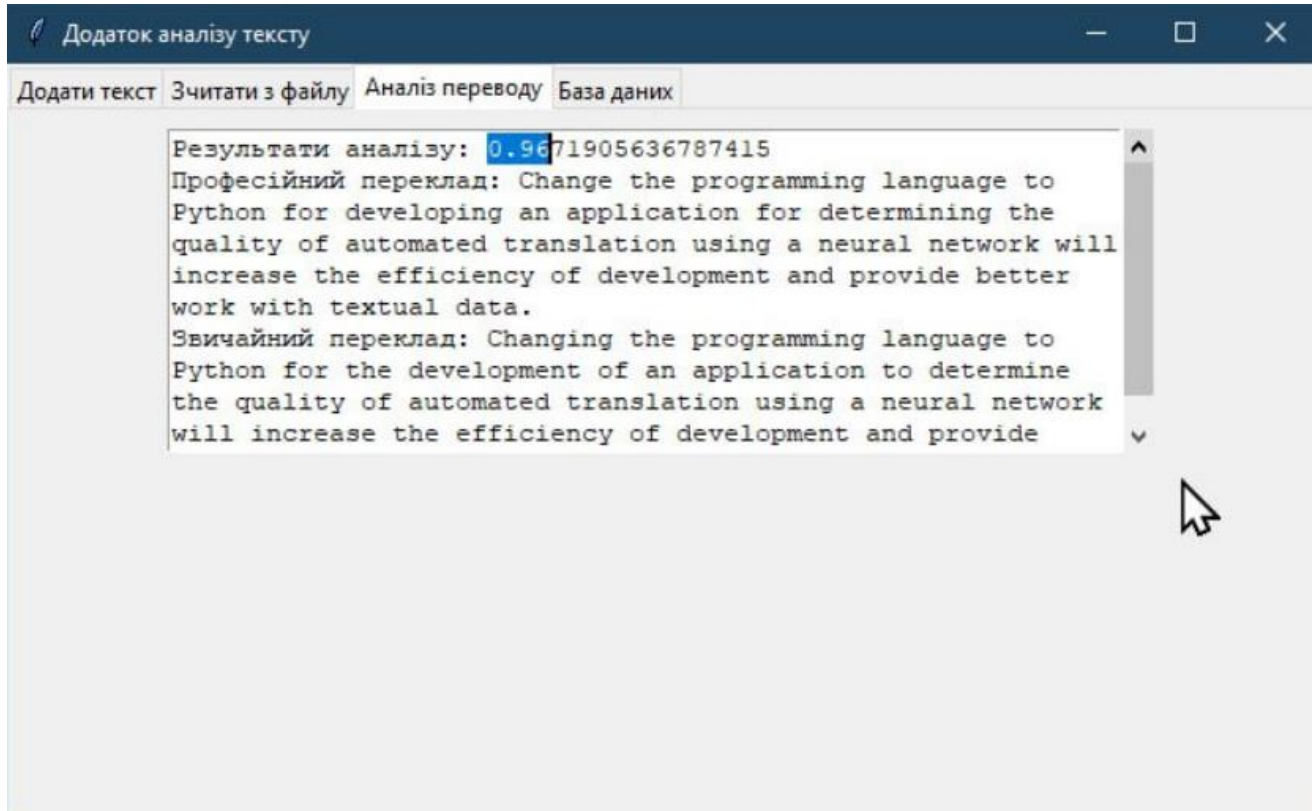 Додаток аналізу тексту
Додати текст Зчитати з файлу Аналіз переводу База даних
Результати аналізу: 0.9671905636787415
Професійний переклад: Change the programming language to
Python for developing an application for determining the
quality of automated translation using a neural network will
increase the efficiency of development and provide better
work with textual data.
Звичайний переклад: Changing the programming language to
Python for the development of an application to determine
the quality of automated translation using a neural network
will increase the efficiency of development and provide